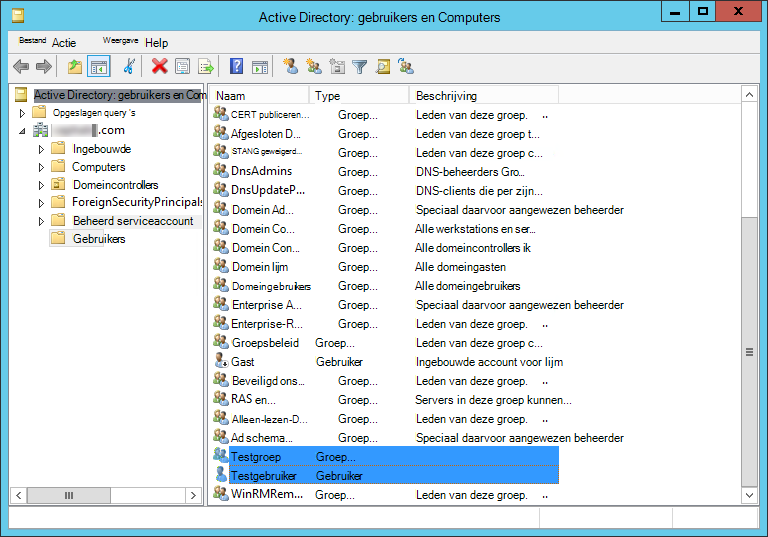 Active Directory: gebruikers en Computers
Bestand Actie Weergave Help
Active Directory: gebruikers en Com
Opgeslagen query 's
.com
Ingebouwde
Computers
Domeincontrollers
ForeignSecurityPrincipals
Beheerd serviceaccount
Gebruikers
Naam Type Beschrijving
CERT publiceren... Groep... Leden van deze groep. ..
Afgesloten D... Groep... Leden van deze groep t...
STANG geweigerd... Groep... Leden van deze groep c...
DnsAdmins Groep... DNS-beheerders Gro...
DnsUpdateP... Groep... DNS-clients die per zijn...
Domein Ad... Groep... Speciaal daarvoor aangewezen beheerder
Domein Co... Groep... Alle werkstations en ser...
Domein Con... Groep... Alle domeincontrollers ik
Domein lijm Groep... Alle domeingasten
Domeingebruikers Groep... Alle domeingebruikers
Enterprise A... Groep... Speciaal daarvoor aangewezen beheerder
Enterprise-R... Groep... Leden van deze groep. ..
Groepsbeleid Groep... Leden van deze groep c...
Gast Gebruiker Ingebouwde account voor lijm
Beveiligd ons... Groep... Leden van deze groep. ..
RAS en... Groep... Servers in deze groep kunnen...
Alleen-lezen-D... Groep... Leden van deze groep. ..
Ad schema... Groep... Speciaal daarvoor aangewezen beheerder
Testgroep Groep...
Testgebruiker Gebruiker
WinRMRem... Groep... Leden van deze groep. ..